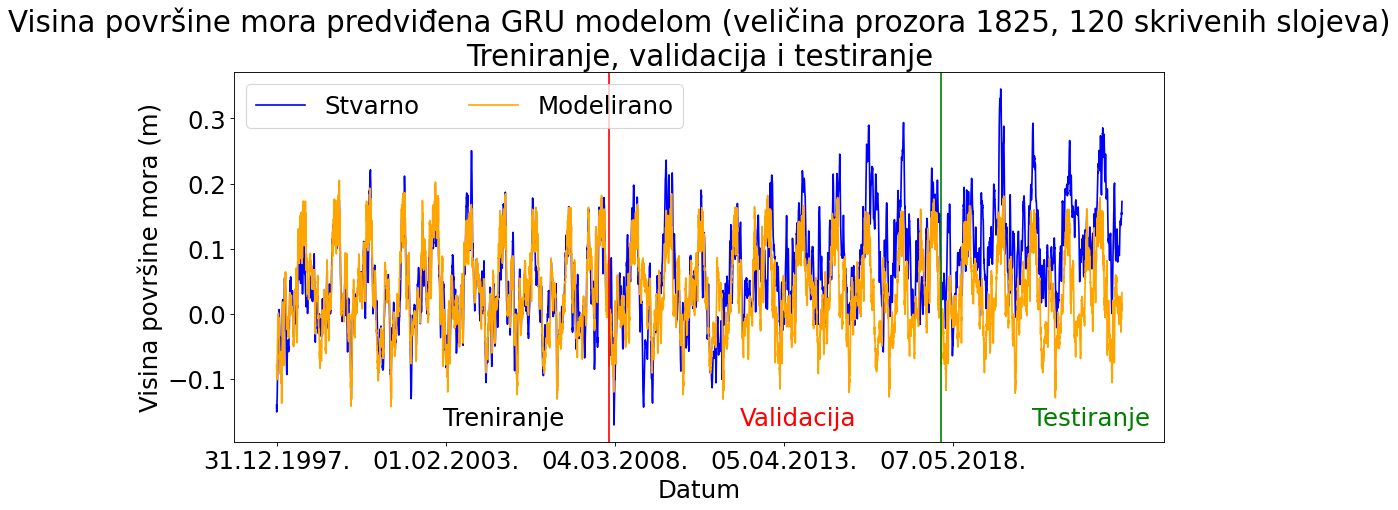 Visina površine mora predviđena GRU modelom (veličina prozora 1825, 120 skrivenih slojeva)
Treniranje, validacija i testiranje
Stvarno
Modelirano
Visina površine mora (m)
0.3
0.2
0.1
0.0
−0.1
Treniranje
Validacija
Testiranje
31.12.1997.
01.02.2003.
04.03.2008.
05.04.2013.
07.05.2018.
Datum